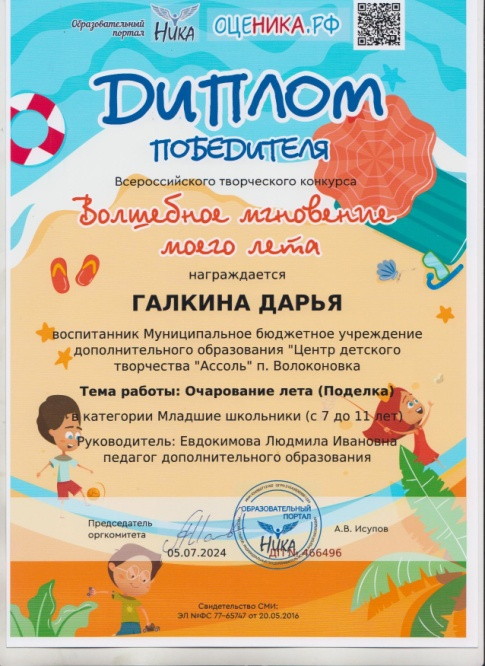 Образовательный портал НИКА ОЦЕНИКА.РФ
ДИПЛОМ
ПОБЕДИТЕЛЯ
Всероссийского творческого конкурса
Волшебное мгновение
моего лета
награждается
ГАЛКИНА ДАРЬЯ
воспитанник Муниципальное бюджетное учреждение
дополнительного образования "Центр детского
творчества "Ассоль" п. Волоконовка
Тема работы: Очарование лета (Поделка)
в категории Младшие школьники (с 7 до 11 лет)
Руководитель: Евдокимова Людмила Ивановна
педагог дополнительного образования
ОБРАЗОВАТЕЛЬНЫЙ
ПОРТАЛ
НИКА
Председатель
оргкомитета
А.В. Исупов
05.07.2024 ДП № 466496
Свидетельство СМИ:
ЭЛ №ФС 77-65747 от 20.05.2016